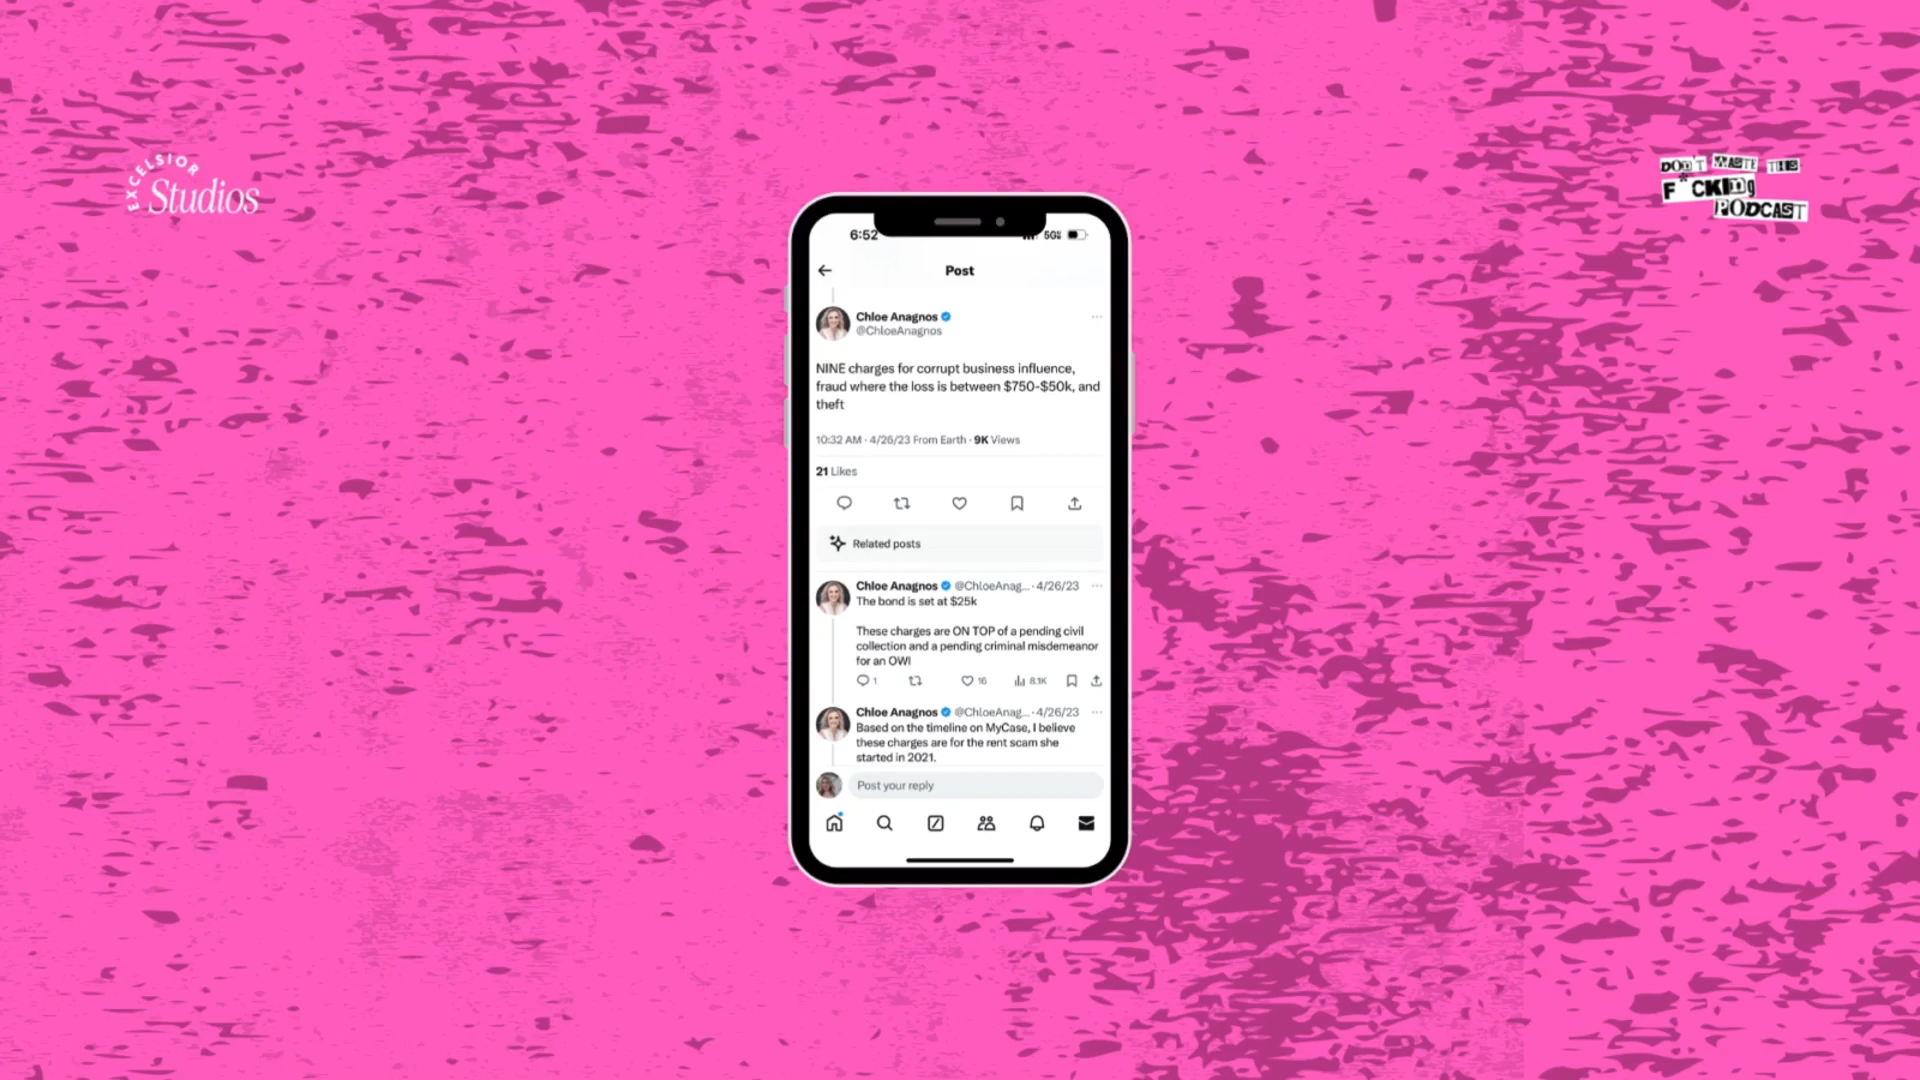 EXCELSIOR
Studios
DON'T WASTE THIS
F*CKING
PODCAST
6:52
5G
Post
Chloe Anagnos
@ChloeAnagnos
NINE charges for corrupt business influence,
fraud where the loss is between $750-$50k, and
theft
10:32 AM · 4/26/23 From Earth · 9K Views
21 Likes
Related posts
Chloe Anagnos @ChloeAnag... · 4/26/23
The bond is set at $25k
These charges are ON TOP of a pending civil
collection and a pending criminal misdemeanor
for an OWI
1 16 8.1K
Chloe Anagnos @ChloeAnag... · 4/26/23
Based on the timeline on MyCase, I believe
these charges are for the rent scam she
started in 2021.
Post your reply